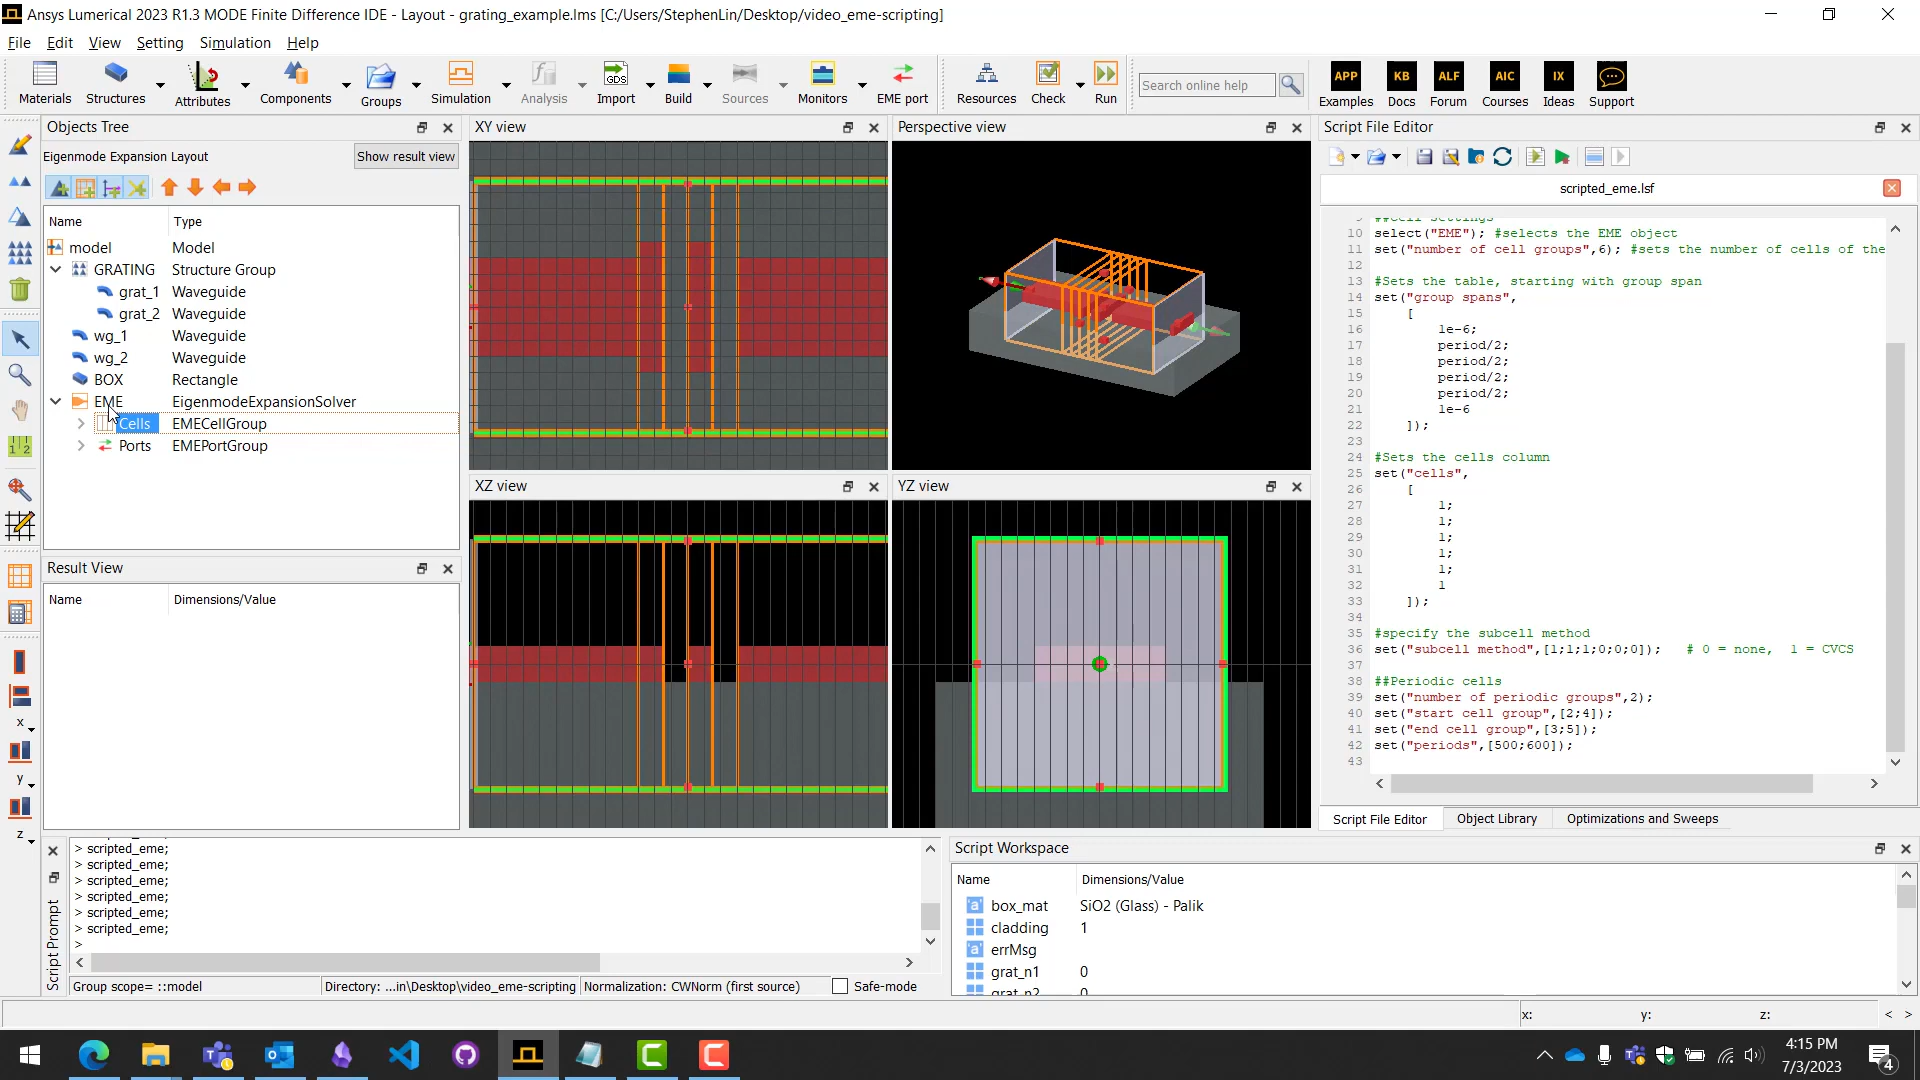 Ansys Lumerical 2023 R1.3 MODE Finite Difference IDE - Layout - grating_example.lms [C:/Users/StephenLin/Desktop/video_eme-scripting]
File Edit View Setting Simulation Help
Materials Structures Attributes Components Groups Simulation Analysis GDS Import Build Sources Monitors EME port Resources Check Run Search online help APP Examples KB Docs ALF Forum AIC Courses IX Ideas Support
Objects Tree
Eigenmode Expansion Layout Show result view
Name Type
model Model
GRATING Structure Group
grat_1 Waveguide
grat_2 Waveguide
wg_1 Waveguide
wg_2 Waveguide
BOX Rectangle
EME EigenmodeExpansionSolver
Cells EMECellGroup
Ports EMEPortGroup
Result View
Name Dimensions/Value
XY view
Perspective view
XZ view
YZ view
x
y
z
Script File Editor
scripted_eme.lsf
9 ##Cell settings
10 select("EME"); #selects the EME object
11 set("number of cell groups",6); #sets the number of cells of the
12
13 #Sets the table, starting with group span
14 set("group spans",
15 [
16 1e-6;
17 period/2;
18 period/2;
19 period/2;
20 period/2;
21 1e-6
22 ]);
23
24 #Sets the cells column
25 set("cells",
26 [
27 1;
28 1;
29 1;
30 1;
31 1;
32 1
33 ]);
34
35 #specify the subcell method
36 set("subcell method",[1;1;1;0;0;0]); # 0 = none, 1 = CVCS
37
38 ##Periodic cells
39 set("number of periodic groups",2);
40 set("start cell group",[2;4]);
41 set("end cell group",[3;5]);
42 set("periods",[500;600]);
43
Script File Editor Object Library Optimizations and Sweeps
Script Prompt
> scripted_eme;
> scripted_eme;
> scripted_eme;
> scripted_eme;
> scripted_eme;
> scripted_eme;
>
Group scope= ::model Directory: ...in\Desktop\video_eme-scripting Normalization: CWNorm (first source) Safe-mode
Script Workspace
Name Dimensions/Value
box_mat SiO2 (Glass) - Palik
cladding 1
errMsg
grat_n1 0
grat_n2 0
x: y: z:
4:15 PM
7/3/2023
4